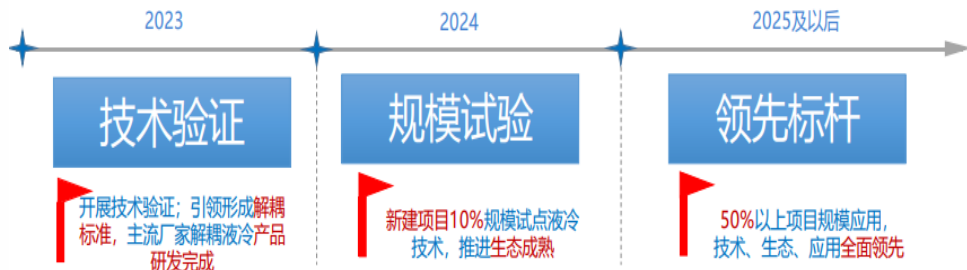 2023
2024
2025及以后
技术验证
规模试验
领先标杆
开展技术验证；引领形成解耦
标准，主流厂家解耦液冷产品
研发完成
新建项目10%规模试点液冷
技术，推进生态成熟
50%以上项目规模应用，
技术、生态、应用全面领先